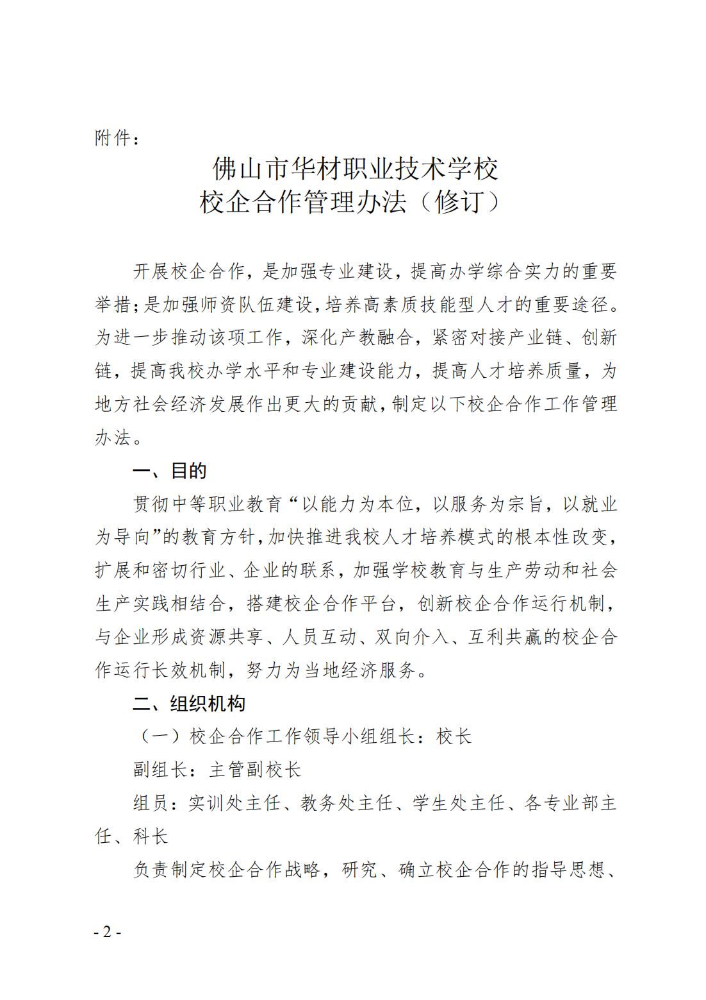 附件：
佛山市华材职业技术学校
校企合作管理办法（修订）
开展校企合作，是加强专业建设，提高办学综合实力的重要
举措；是加强师资队伍建设，培养高素质技能型人才的重要途径。
为进一步推动该项工作，深化产教融合，紧密对接产业链、创新
链，提高我校办学水平和专业建设能力，提高人才培养质量，为
地方社会经济发展作出更大的贡献，制定以下校企合作工作管理
办法。
一、目的
贯彻中等职业教育“以能力为本位，以服务为宗旨，以就业
为导向”的教育方针，加快推进我校人才培养模式的根本性改变，
扩展和密切行业、企业的联系，加强学校教育与生产劳动和社会
生产实践相结合，搭建校企合作平台，创新校企合作运行机制，
与企业形成资源共享、人员互动、双向介入、互利共赢的校企合
作运行长效机制，努力为当地经济服务。
二、组织机构
（一）校企合作工作领导小组组长：校长
副组长：主管副校长
组员：实训处主任、教务处主任、学生处主任、各专业部主
任、科长
负责制定校企合作战略，研究、确立校企合作的指导思想、
- 2 -